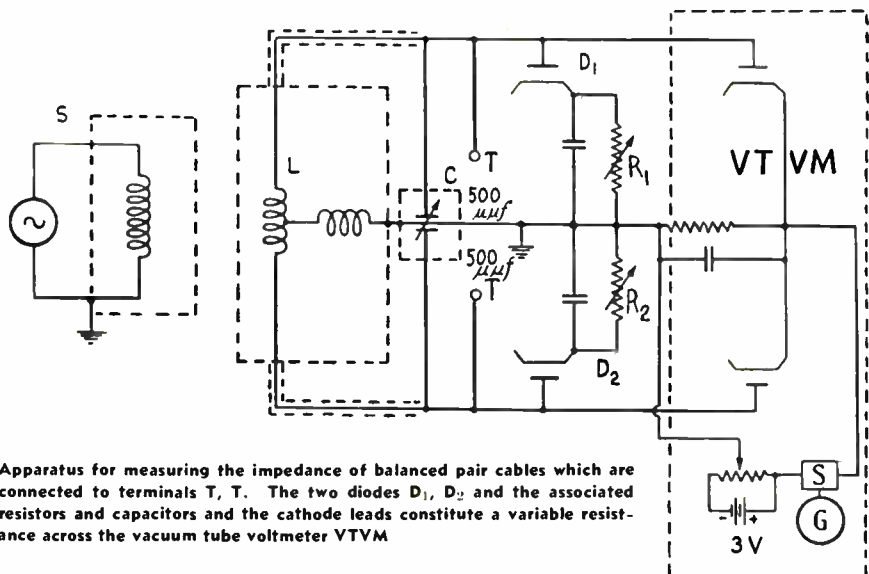 S
L
D₁
T
C
500
μμf
R₁
VT VM
500
μμf
T
R₂
D₂
S
G
- +
3 V
Apparatus for measuring the impedance of balanced pair cables which are
connected to terminals T, T. The two diodes D₁, D₂ and the associated
resistors and capacitors and the cathode leads constitute a variable resist-
ance across the vacuum tube voltmeter VTVM